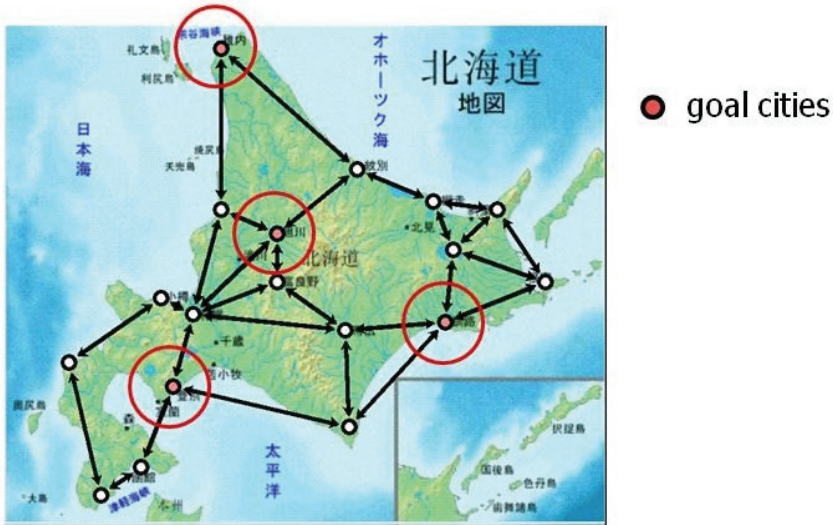 宗谷海峡
稚内
礼文島
利尻島
オホーツク海
北海道
地図
goal cities
日本海
焼尻島
天売島
紋別
北見
北海道
富良野
小樽
千歳
苫小牧
登別
室蘭
森
奥尻島
函館
太平洋
大島
津軽海峡
本州
択捉島
国後島
色丹島
歯舞諸島